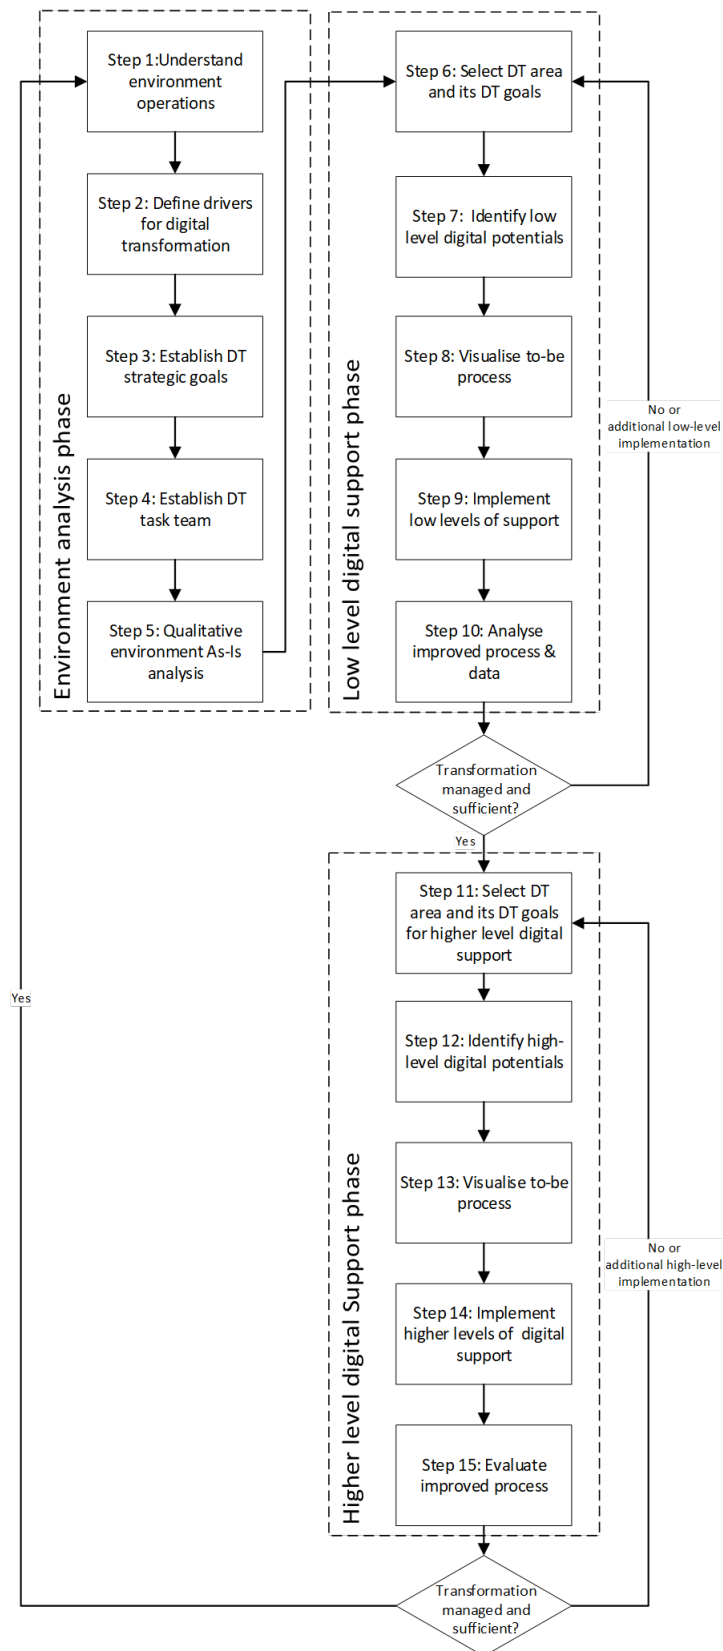 Step 1:Understand
environment
operations
Step 2: Define drivers
for digital
transformation
Step 3: Establish DT
strategic goals
Step 4: Establish DT
task team
Step 5: Qualitative
environment As-Is
analysis
Environment analysis phase
Step 6: Select DT area
and its DT goals
Step 7:  Identify low
level digital potentials
Step 8: Visualise to-be
process
Step 9: Implement
low levels of support
Step 10: Analyse
improved process &
data
Low level digital support phase
No or
additional low-level
implementation
Transformation
managed and
sufficient?
Yes
Step 11: Select DT
area and its DT goals
for higher level digital
support
Step 12: Identify high-
level digital potentials
Step 13: Visualise to-be
process
Step 14: Implement
higher levels of  digital
support
Step 15: Evaluate
improved process
Higher level digital Support phase
No or
additional high-level
implementation
Yes
Transformation
managed and
sufficient?